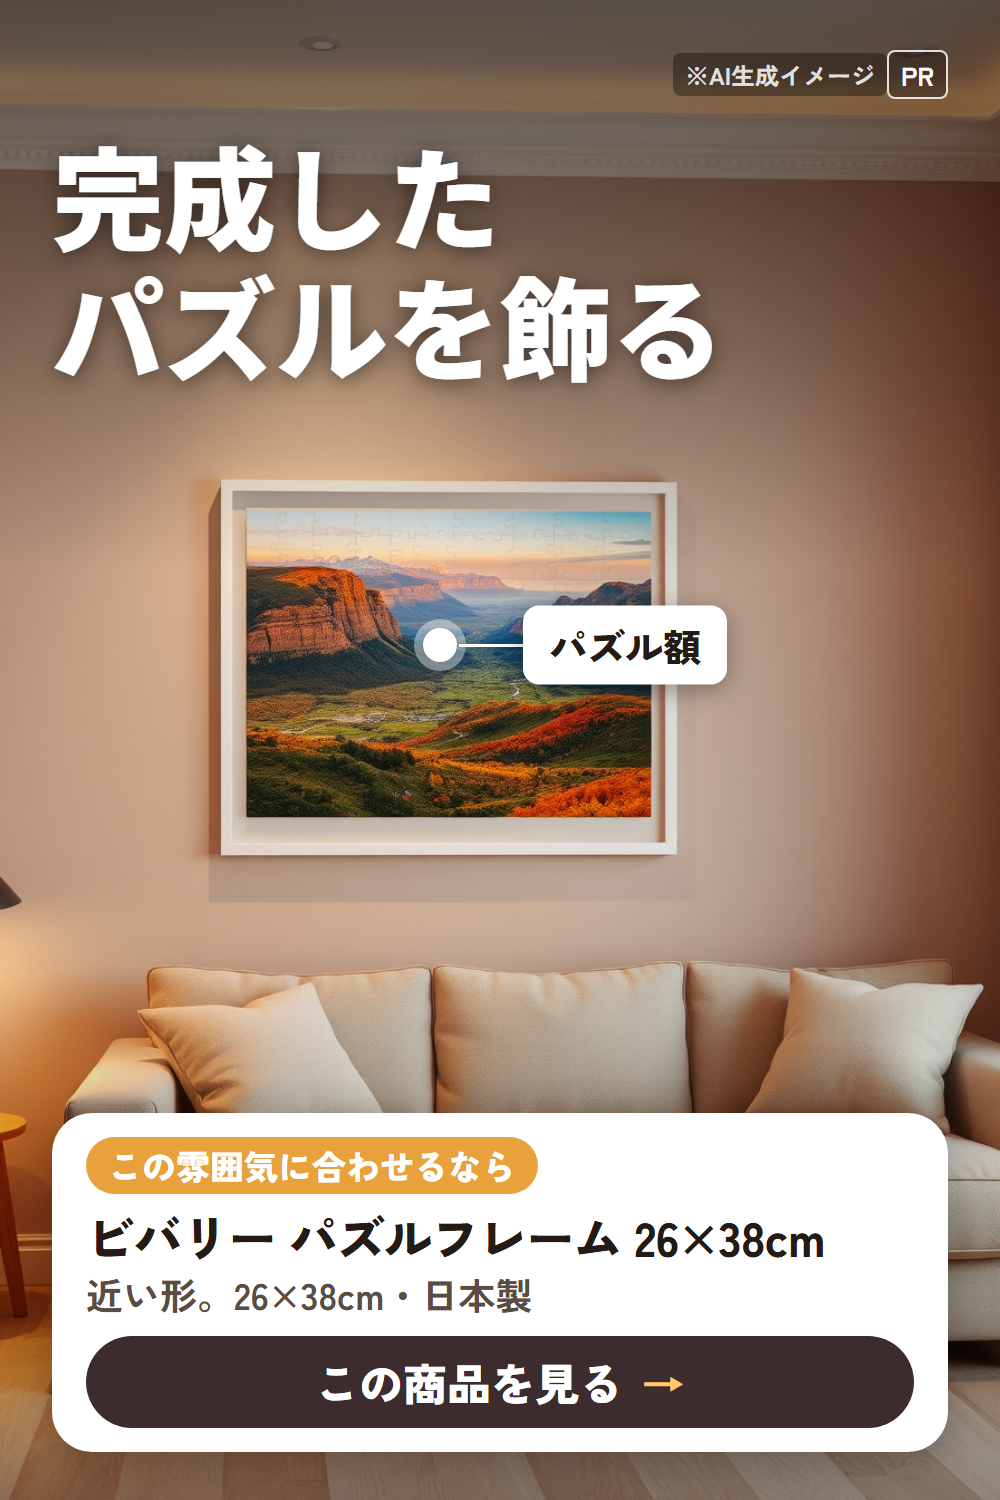 ※AI生成イメージ PR
完成した
パズルを飾る
パズル額
この雰囲気に合わせるなら
ビバリー パズルフレーム 26×38cm
近い形。26×38cm・日本製
この商品を見る →